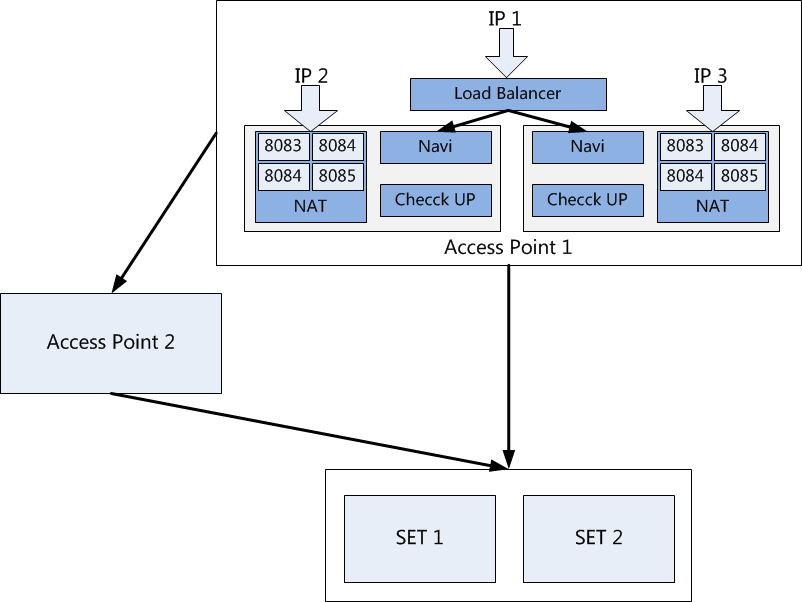 IP 1
IP 2
IP 3
Load Balancer
8083 8084
8084 8085
NAT
Navi
Checck UP
Navi
Checck UP
8083 8084
8084 8085
NAT
Access Point 1
Access Point 2
SET 1
SET 2